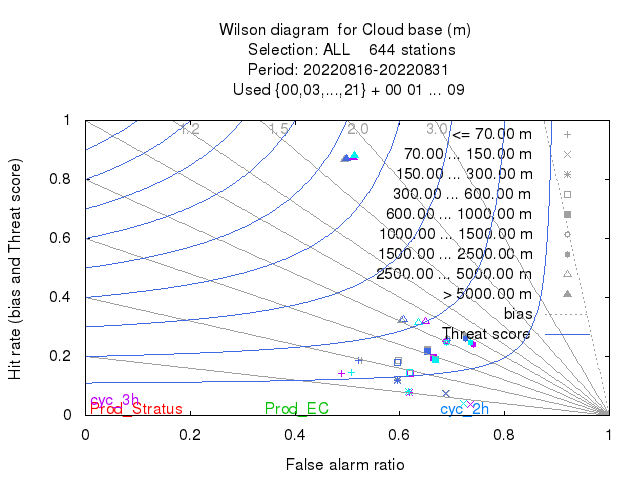 Wilson diagram for Cloud base (m)
Selection: ALL 644 stations
Period: 20220816-20220831
Used {00,03,...,21} + 00 01 ... 09
1.2 1.5 2.0 3.0
<= 70.00 m
70.00 ... 150.00 m
150.00 ... 300.00 m
300.00 ... 600.00 m
600.00 ... 1000.00 m
1000.00 ... 1500.00 m
1500.00 ... 2500.00 m
2500.00 ... 5000.00 m
> 5000.00 m
bias
Threat score
Hit rate (bias and Threat score)
1
0.8
0.6
0.4
0.2
0
cyc_3h
Prod_Stratus Prod_EC cyc_2h
0 0.2 0.4 0.6 0.8 1
False alarm ratio